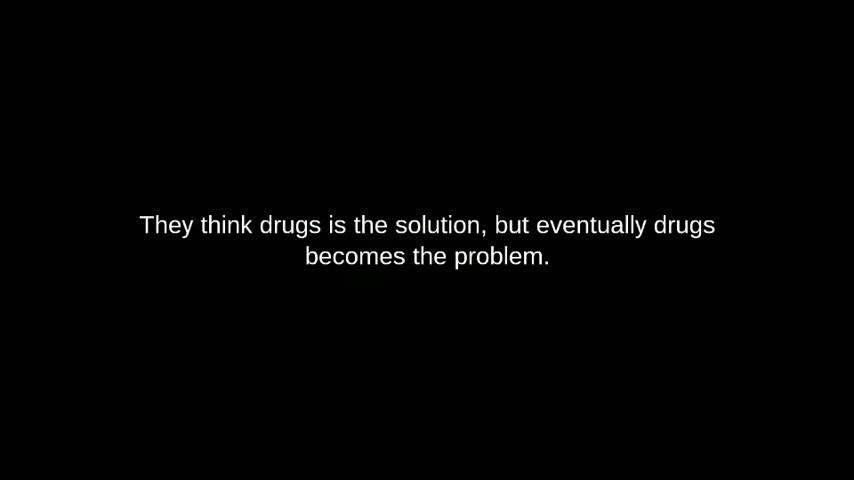 They think drugs is the solution, but eventually drugs
becomes the problem.